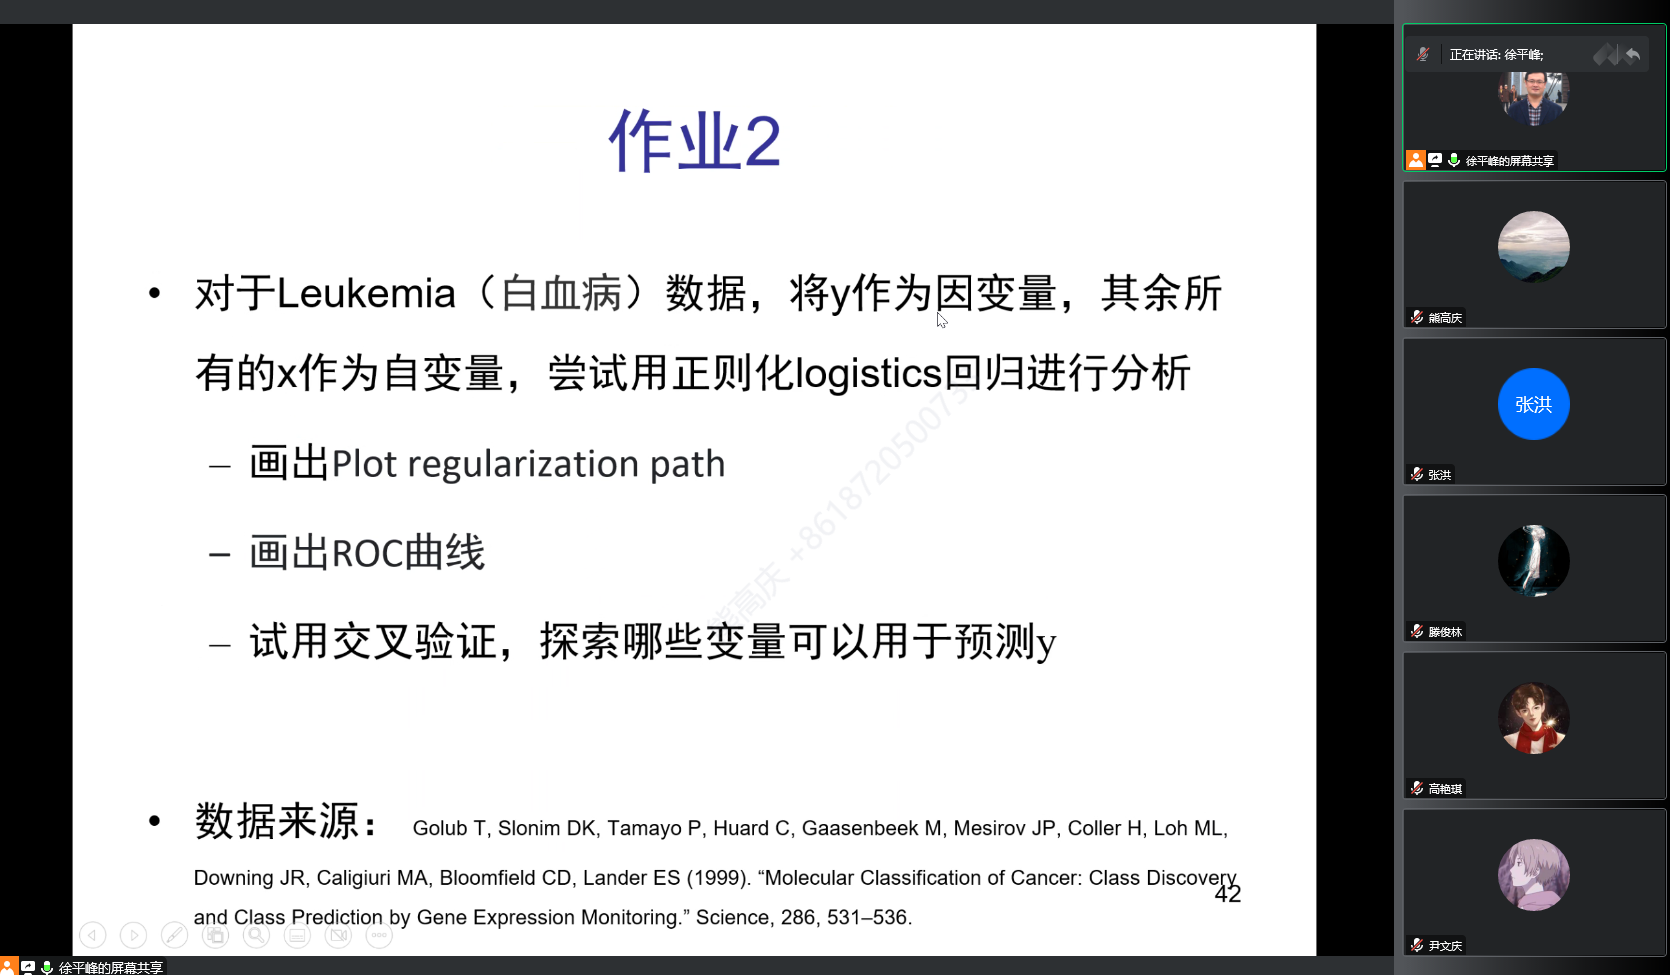 作业2
• 对于Leukemia（白血病）数据，将y作为因变量，其余所
有的x作为自变量，尝试用正则化logistics回归进行分析
– 画出Plot regularization path
– 画出ROC曲线
– 试用交叉验证，探索哪些变量可以用于预测y
• 数据来源： Golub T, Slonim DK, Tamayo P, Huard C, Gaasenbeek M, Mesirov JP, Coller H, Loh ML,
Downing JR, Caligiuri MA, Bloomfield CD, Lander ES (1999). “Molecular Classification of Cancer: Class Discovery
and Class Prediction by Gene Expression Monitoring.” Science, 286, 531–536.
42
熊高庆 +861872050073
徐平峰的屏幕共享
正在讲话: 徐平峰;
徐平峰的屏幕共享
熊高庆
张洪
张洪
滕俊林
高艳琪
尹文庆